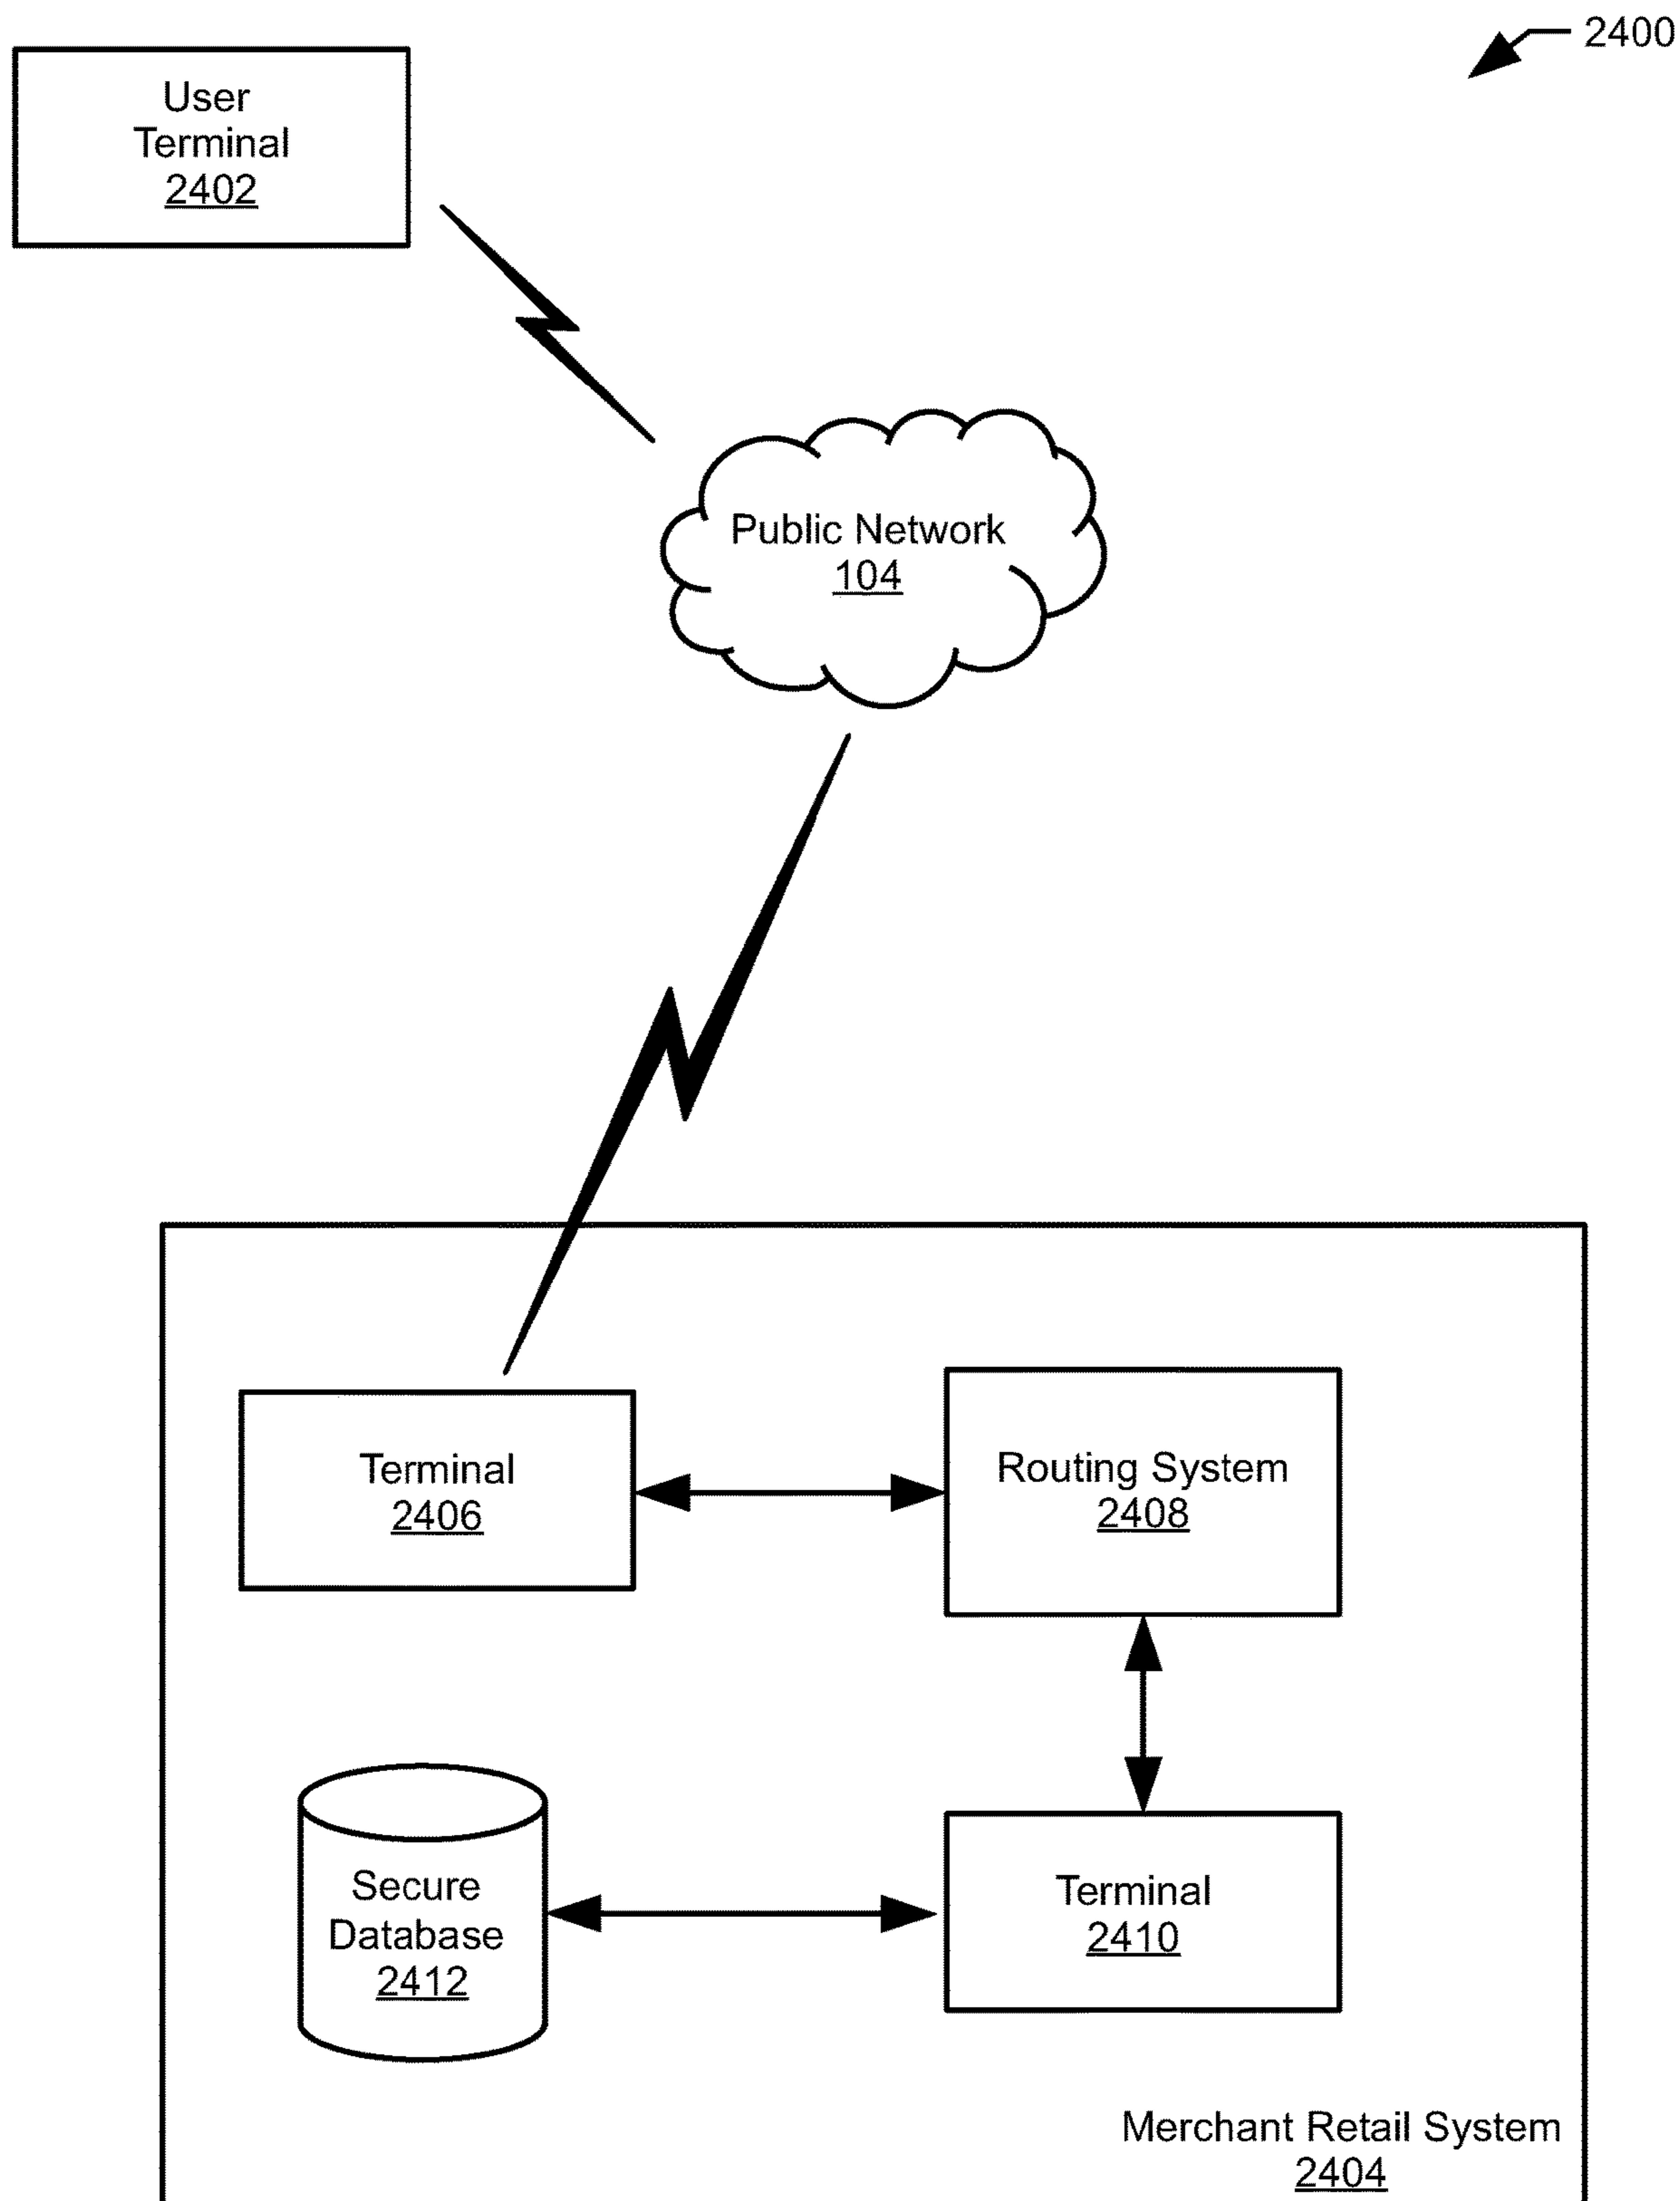 2400
User
Terminal
2402
Public Network
104
Terminal
2406
Routing System
2408
Secure
Database
2412
Terminal
2410
Merchant Retail System
2404